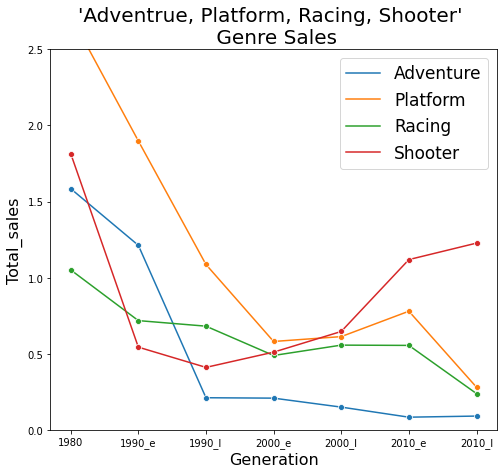 'Adventrue, Platform, Racing, Shooter'
Genre Sales
Adventure
Platform
Racing
Shooter
Total_sales
2.5
2.0
1.5
1.0
0.5
0.0
1980 1990_e 1990_l 2000_e 2000_l 2010_e 2010_l
Generation